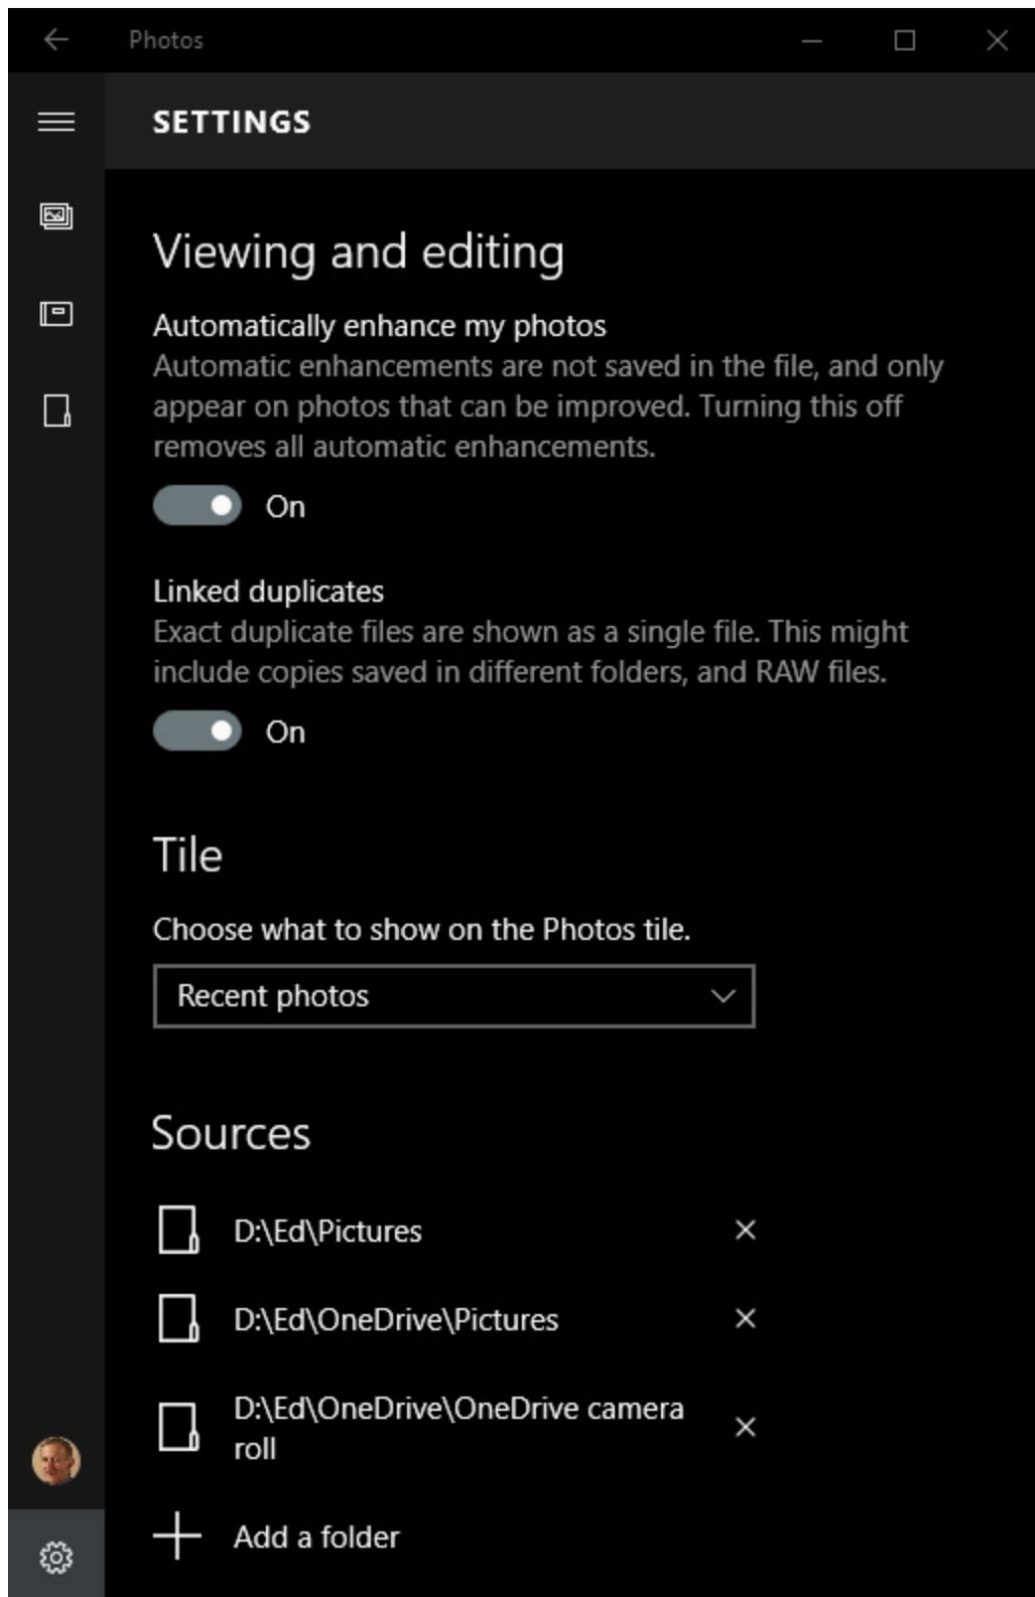 Photos
SETTINGS
Viewing and editing
Automatically enhance my photos
Automatic enhancements are not saved in the file, and only
appear on photos that can be improved. Turning this off
removes all automatic enhancements.
On
Linked duplicates
Exact duplicate files are shown as a single file. This might
include copies saved in different folders, and RAW files.
On
Tile
Choose what to show on the Photos tile.
Recent photos
Sources
D:\Ed\Pictures
D:\Ed\OneDrive\Pictures
D:\Ed\OneDrive\OneDrive camera
roll
Add a folder